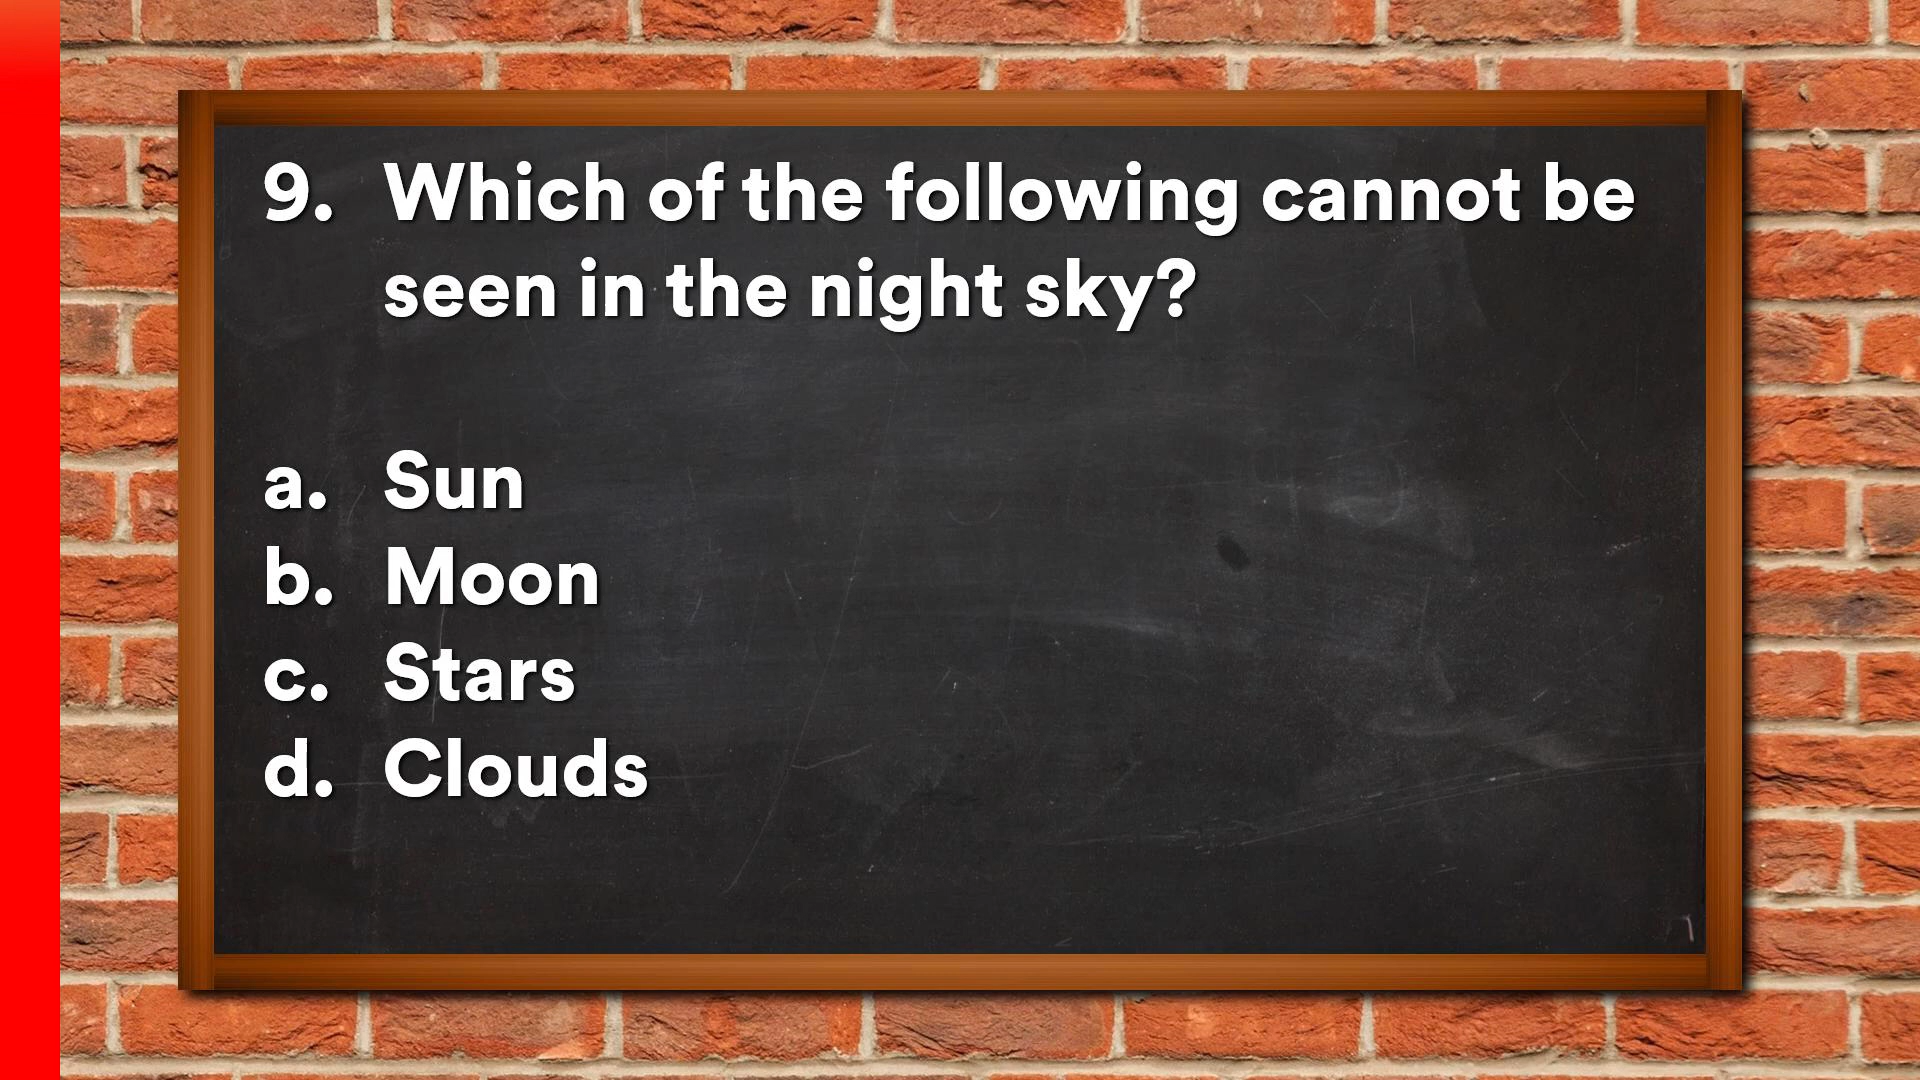 9. Which of the following cannot be
seen in the night sky?
a. Sun
b. Moon
c. Stars
d. Clouds